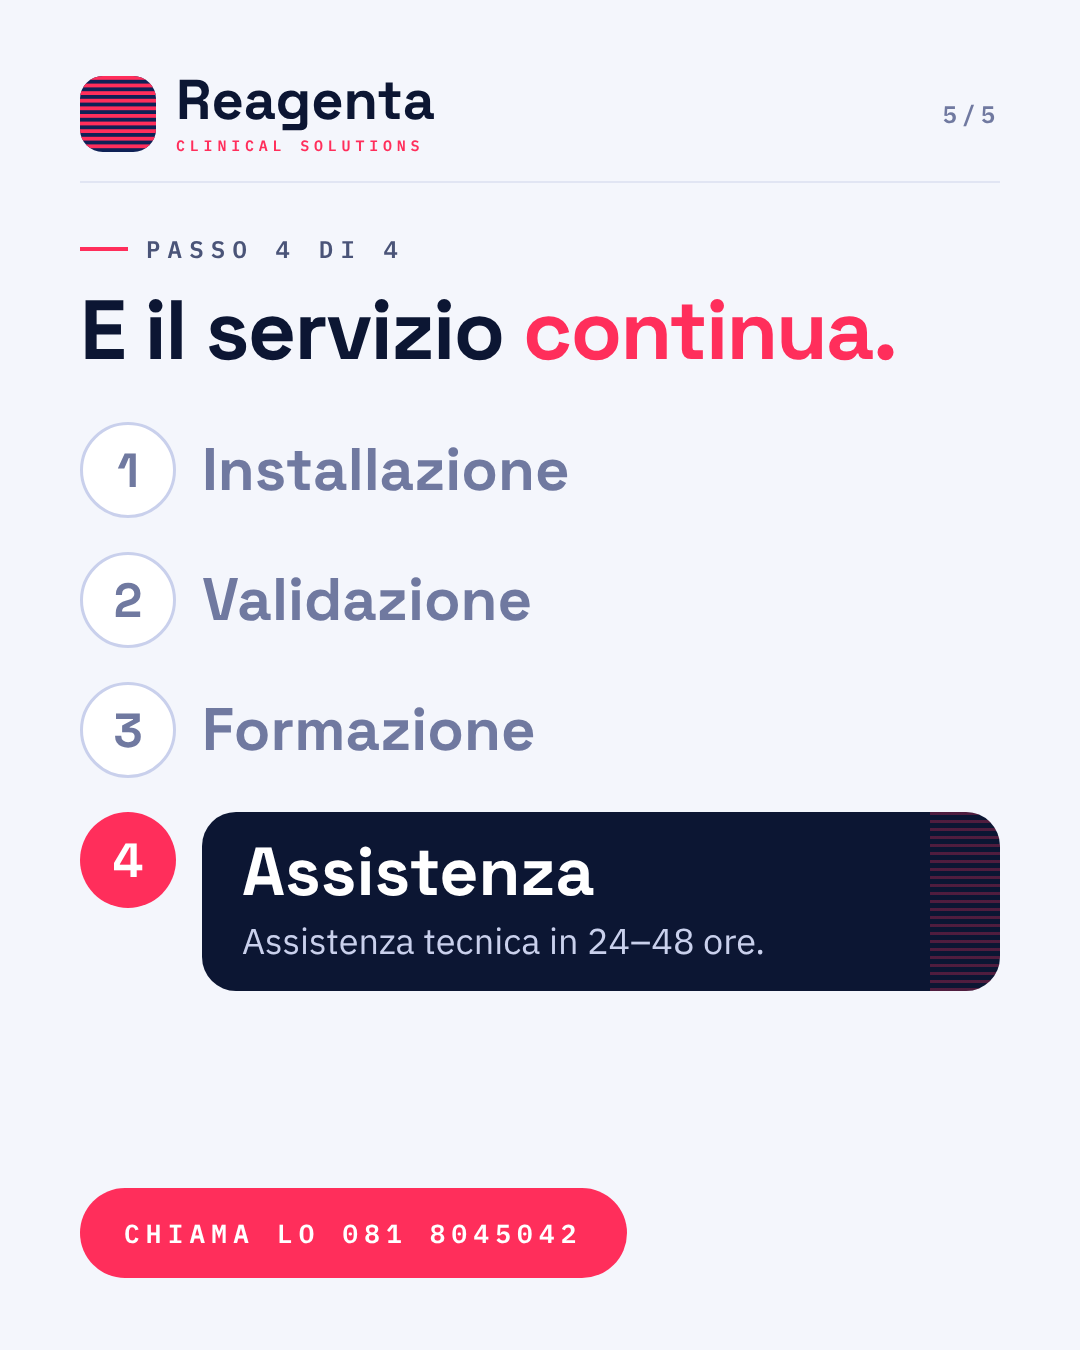 Reagenta
CLINICAL SOLUTIONS
5/5
PASSO 4 DI 4
E il servizio continua.
1 Installazione
2 Validazione
3 Formazione
4 Assistenza
Assistenza tecnica in 24–48 ore.
CHIAMA LO 081 8045042